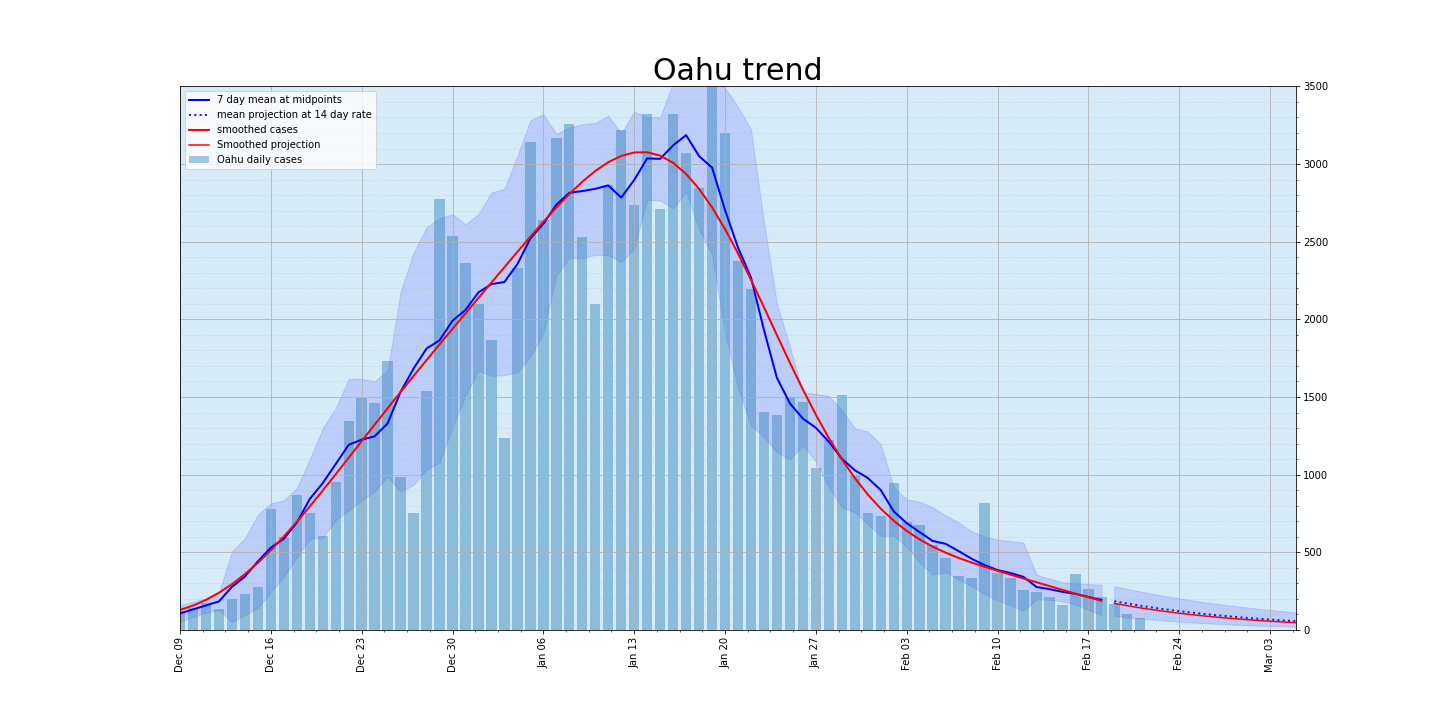 Oahu trend
7 day mean at midpoints
mean projection at 14 day rate
smoothed cases
Smoothed projection
Oahu daily cases
3500
3000
2500
2000
1500
1000
500
0
Dec 09
Dec 16
Dec 23
Dec 30
Jan 06
Jan 13
Jan 20
Jan 27
Feb 03
Feb 10
Feb 17
Feb 24
Mar 03